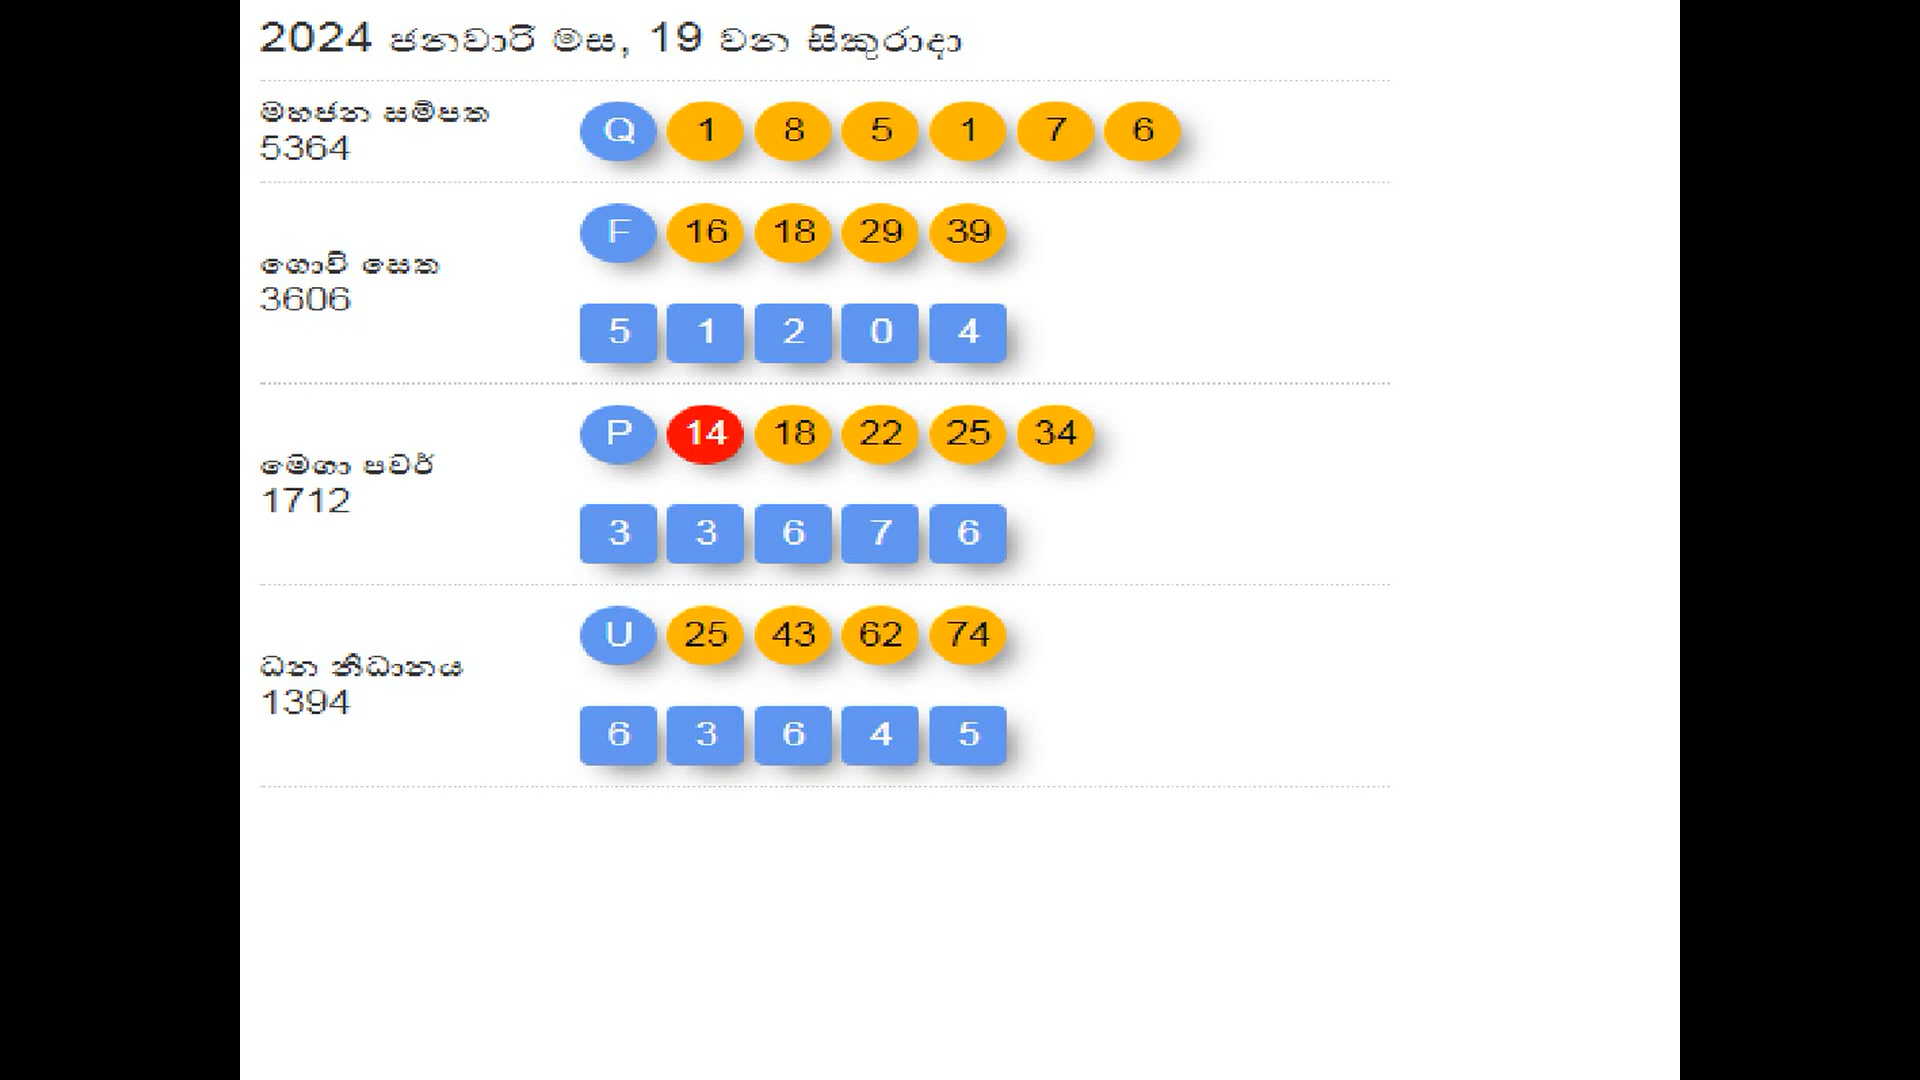 2024 ජනවාරි මස, 19 වන සිකුරාදා
මහජන සම්පත
5364
Q 1 8 5 1 7 6
ගොවි සෙත
3606
F 16 18 29 39
5 1 2 0 4
මෙගා පවර්
1712
P 14 18 22 25 34
3 3 6 7 6
ධන නිධානය
1394
U 25 43 62 74
6 3 6 4 5